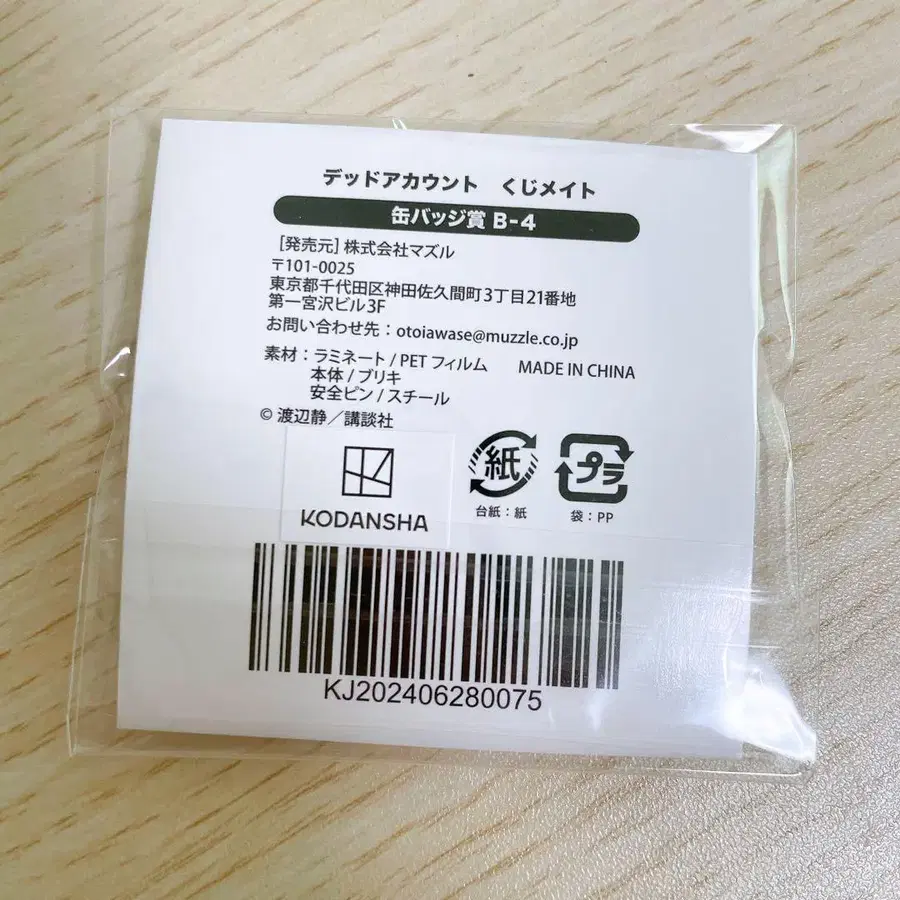 デッドアカウント　くじメイト
缶バッジ賞 B-4
[発売元] 株式会社マズル
〒101-0025
東京都千代田区神田佐久間町3丁目21番地
第一宮沢ビル3F
お問い合わせ先：otoiawase@muzzle.co.jp
素材：ラミネート / PET フィルム　MADE IN CHINA
本体 / ブリキ
安全ピン / スチール
© 渡辺静／講談社
紙
プラ
台紙：紙
袋：PP
KODANSHA
KJ202406280075